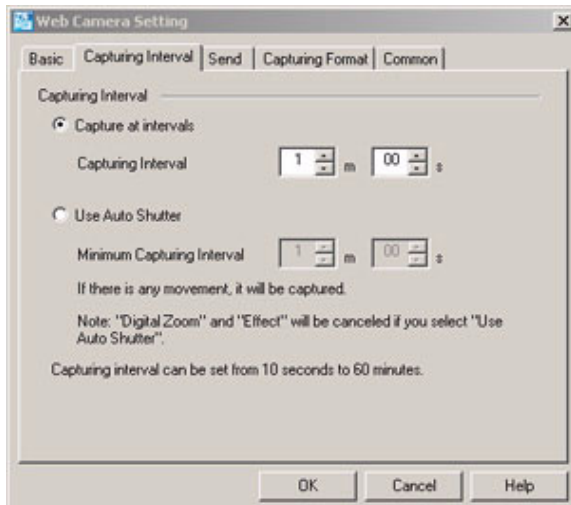 Web Camera Setting
Basic Capturing Interval Send Capturing Format Common
Capturing Interval
Capture at intervals
Capturing Interval 1 m 00 s
Use Auto Shutter
Minimum Capturing Interval 1 m 00 s
If there is any movement, it will be captured.
Note: "Digital Zoom" and "Effect" will be canceled if you select "Use
Auto Shutter".
Capturing interval can be set from 10 seconds to 60 minutes.
OK Cancel Help